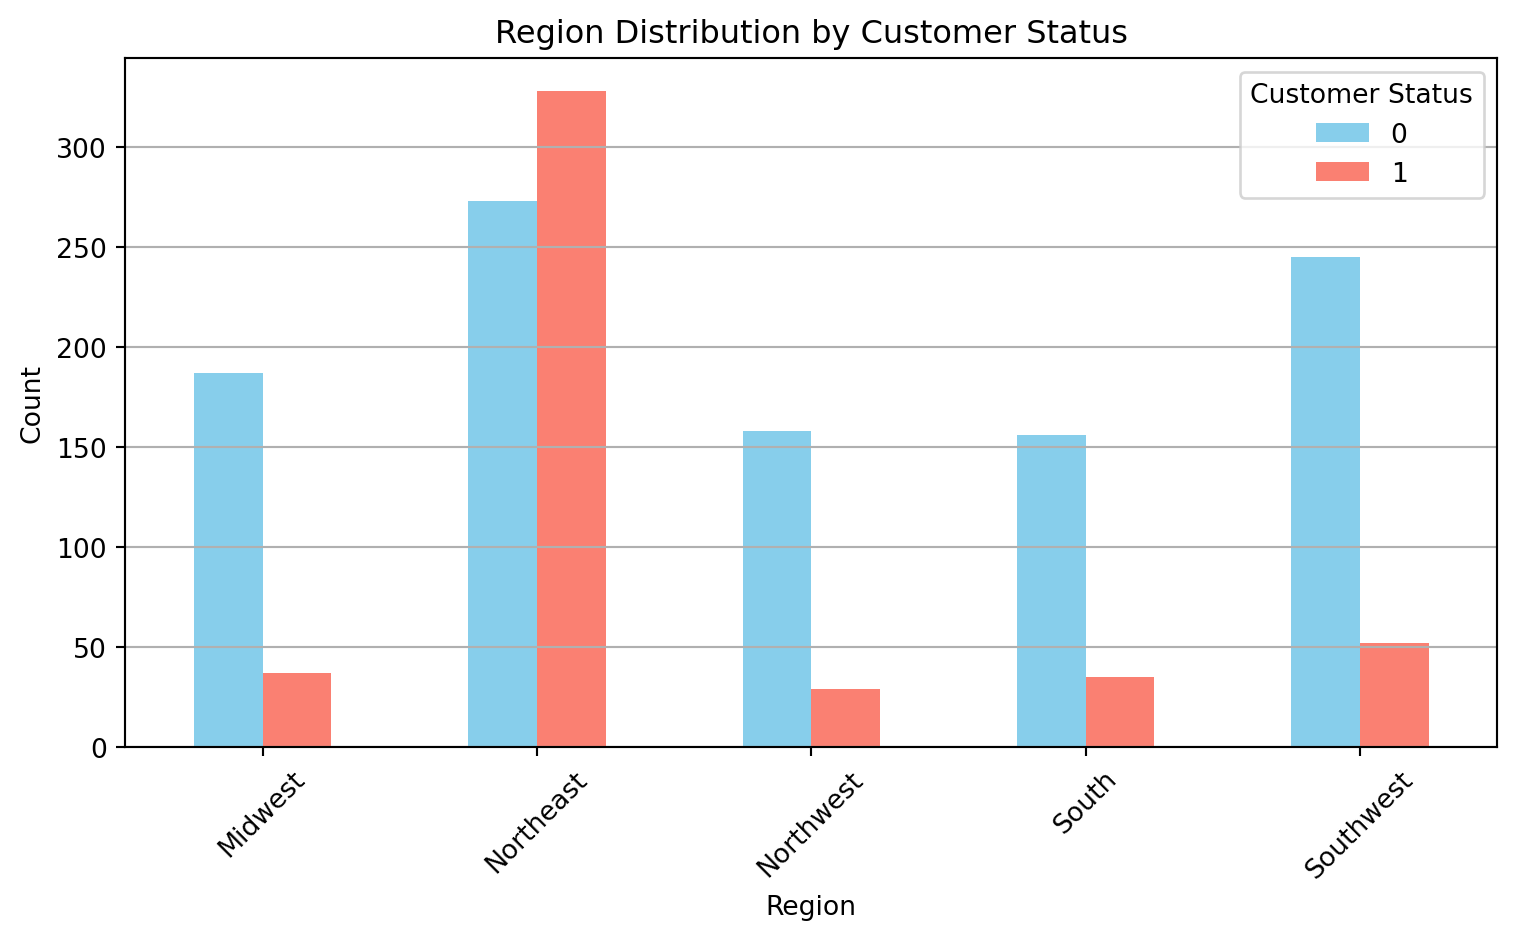 Region Distribution by Customer Status
Customer Status
0
1
300
250
200
150
100
50
0
Count
Midwest
Northeast
Northwest
South
Southwest
Region